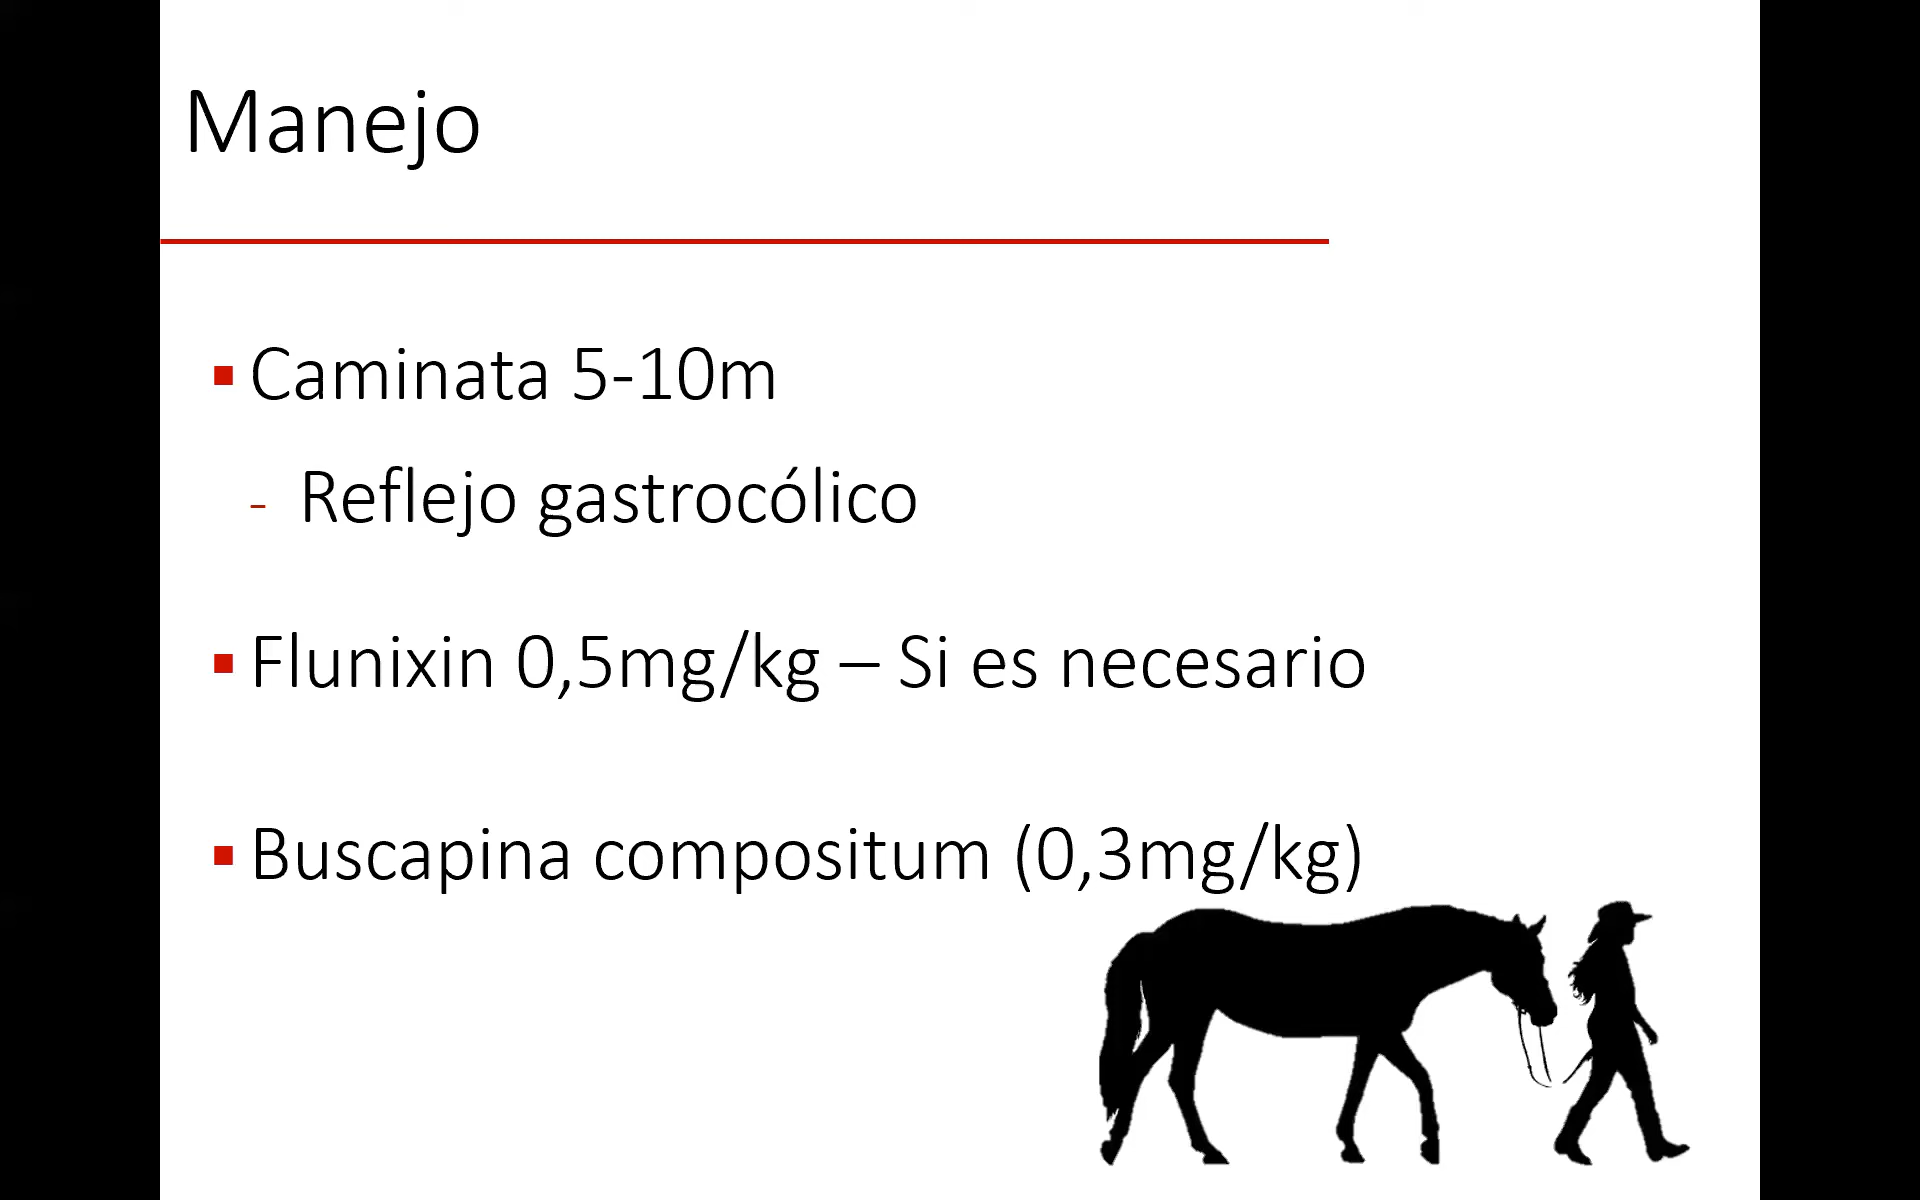 Manejo
▪ Caminata 5-10m
- Reflejo gastrocólico
▪ Flunixin 0,5mg/kg – Si es necesario
▪ Buscapina compositum (0,3mg/kg)